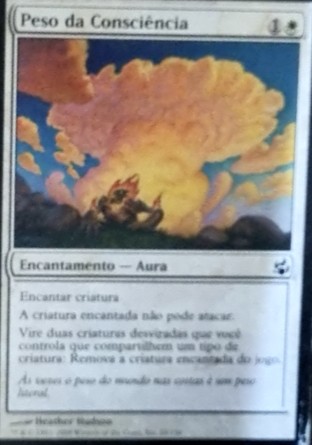 Peso da Consciência 1
Encantamento — Aura
Encantar criatura
A criatura encantada não pode atacar.
Vire duas criaturas desviradas que você
controla que compartilhem um tipo de
criatura: Remova a criatura encantada do jogo.
Às vezes o peso do mundo nas costas é um peso
literal.
Heather Hudson